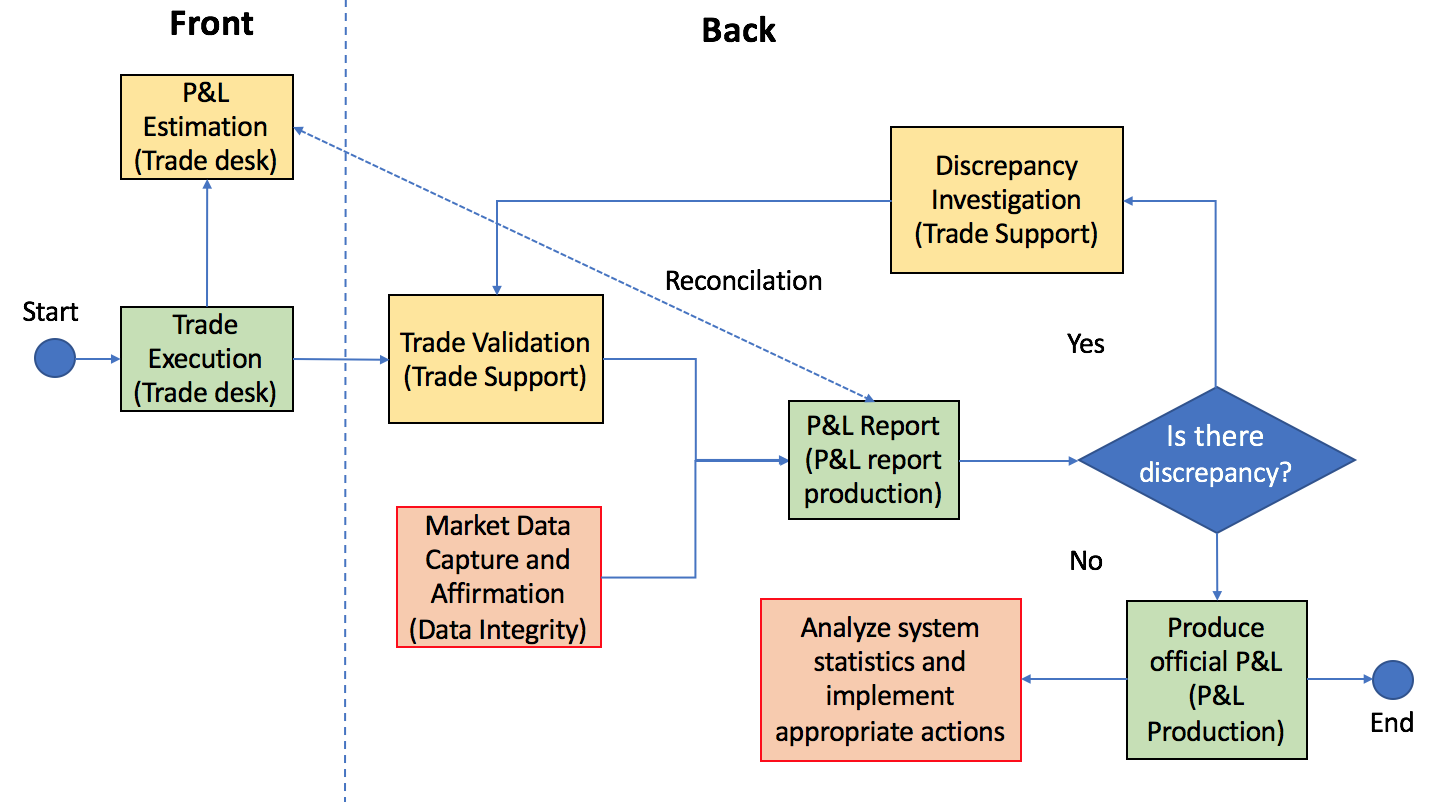 Front
Back
P&L
Estimation
(Trade desk)
Discrepancy
Investigation
(Trade Support)
Reconcilation
Start
Trade
Execution
(Trade desk)
Trade Validation
(Trade Support)
Yes
P&L Report
(P&L report
production)
Is there
discrepancy?
Market Data
Capture and
Affirmation
(Data Integrity)
No
Analyze system
statistics and
implement
appropriate actions
Produce
official P&L
(P&L
Production)
End